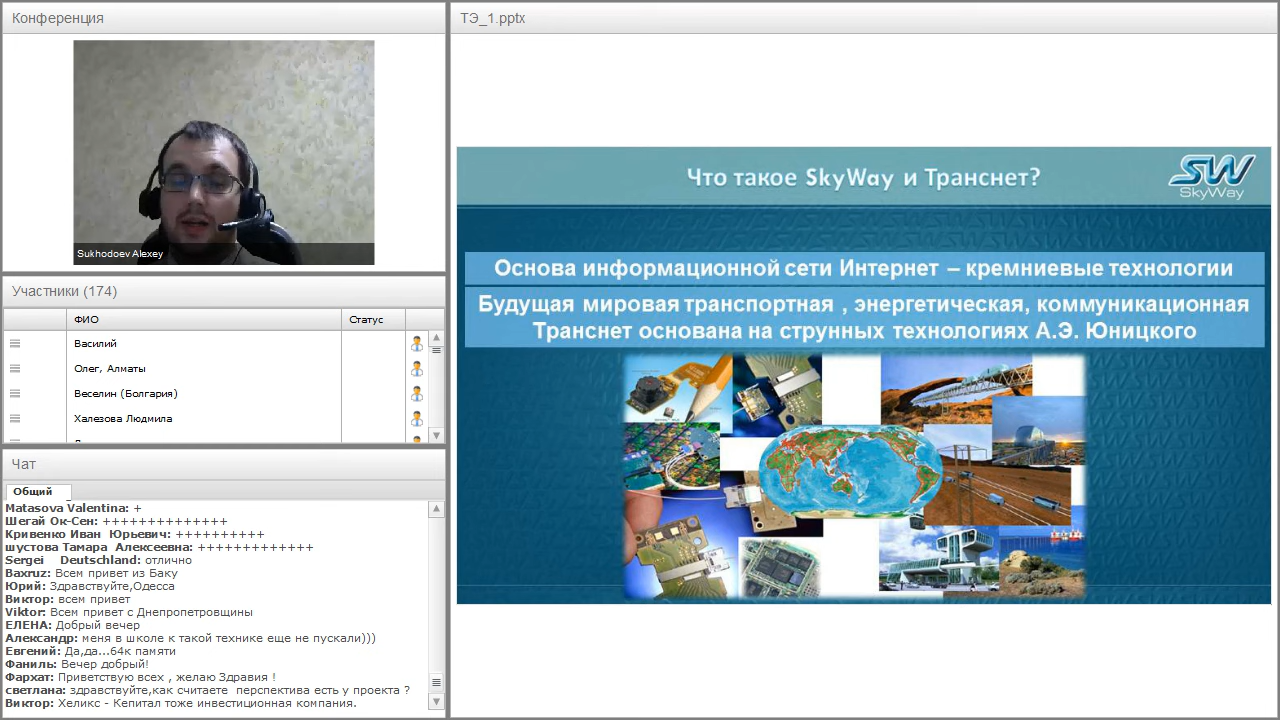 Конференция
Sukhodoev Alexey
Участники (174)
ФИО
Статус
Василий
Олег, Алматы
Веселин (Болгария)
Халезова Людмила
Чат
Общий
Matasova Valentina: +
Шегай Ок-Сен: ++++++++++++++
Кривенко Иван Юрьевич: ++++++++++
шустова Тамара Алексеевна: +++++++++++++
Sergei Deutschland: отлично
Baxruz: Всем привет из Баку
Юрий: Здравствуйте,Одесса
Виктор: всем привет
Viktor: Всем привет с Днепропетровщины
ЕЛЕНА: Добрый вечер
Александр: меня в школе к такой технике еще не пускали)))
Евгений: Да,да...64к памяти
Фаниль: Вечер добрый!
Фархат: Приветствую всех , желаю Здравия !
светлана: здравствуйте,как считаете перспектива есть у проекта ?
Виктор: Хеликс - Кепитал тоже инвестиционная компания.
ТЭ_1.pptx
Что такое SkyWay и Транснет?
SW
SkyWay
Основа информационной сети Интернет – кремниевые технологии
Будущая мировая транспортная , энергетическая, коммуникационная
Транснет основана на струнных технологиях А.Э. Юницкого